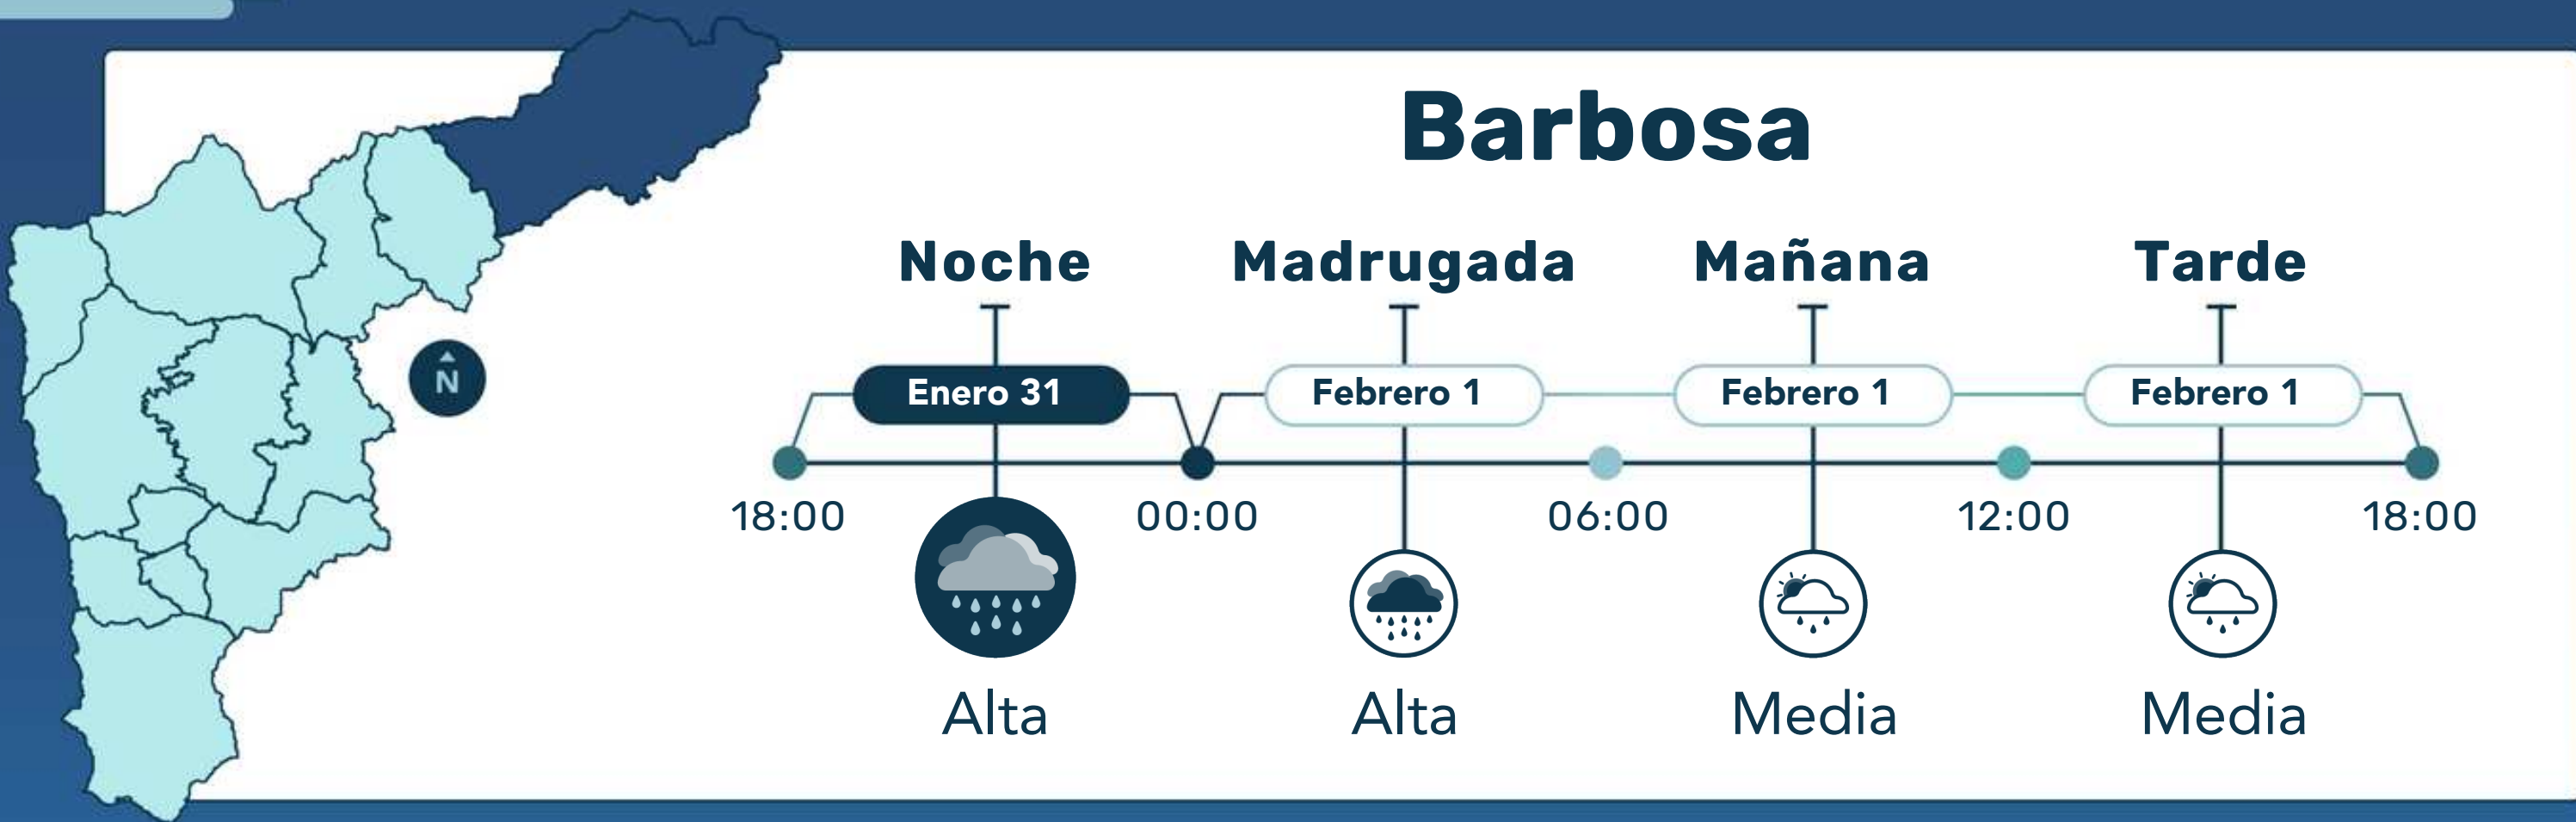 Barbosa
Noche Madrugada Mañana Tarde
N
Enero 31 Febrero 1 Febrero 1 Febrero 1
18:00 00:00 06:00 12:00 18:00
Alta Alta Media Media